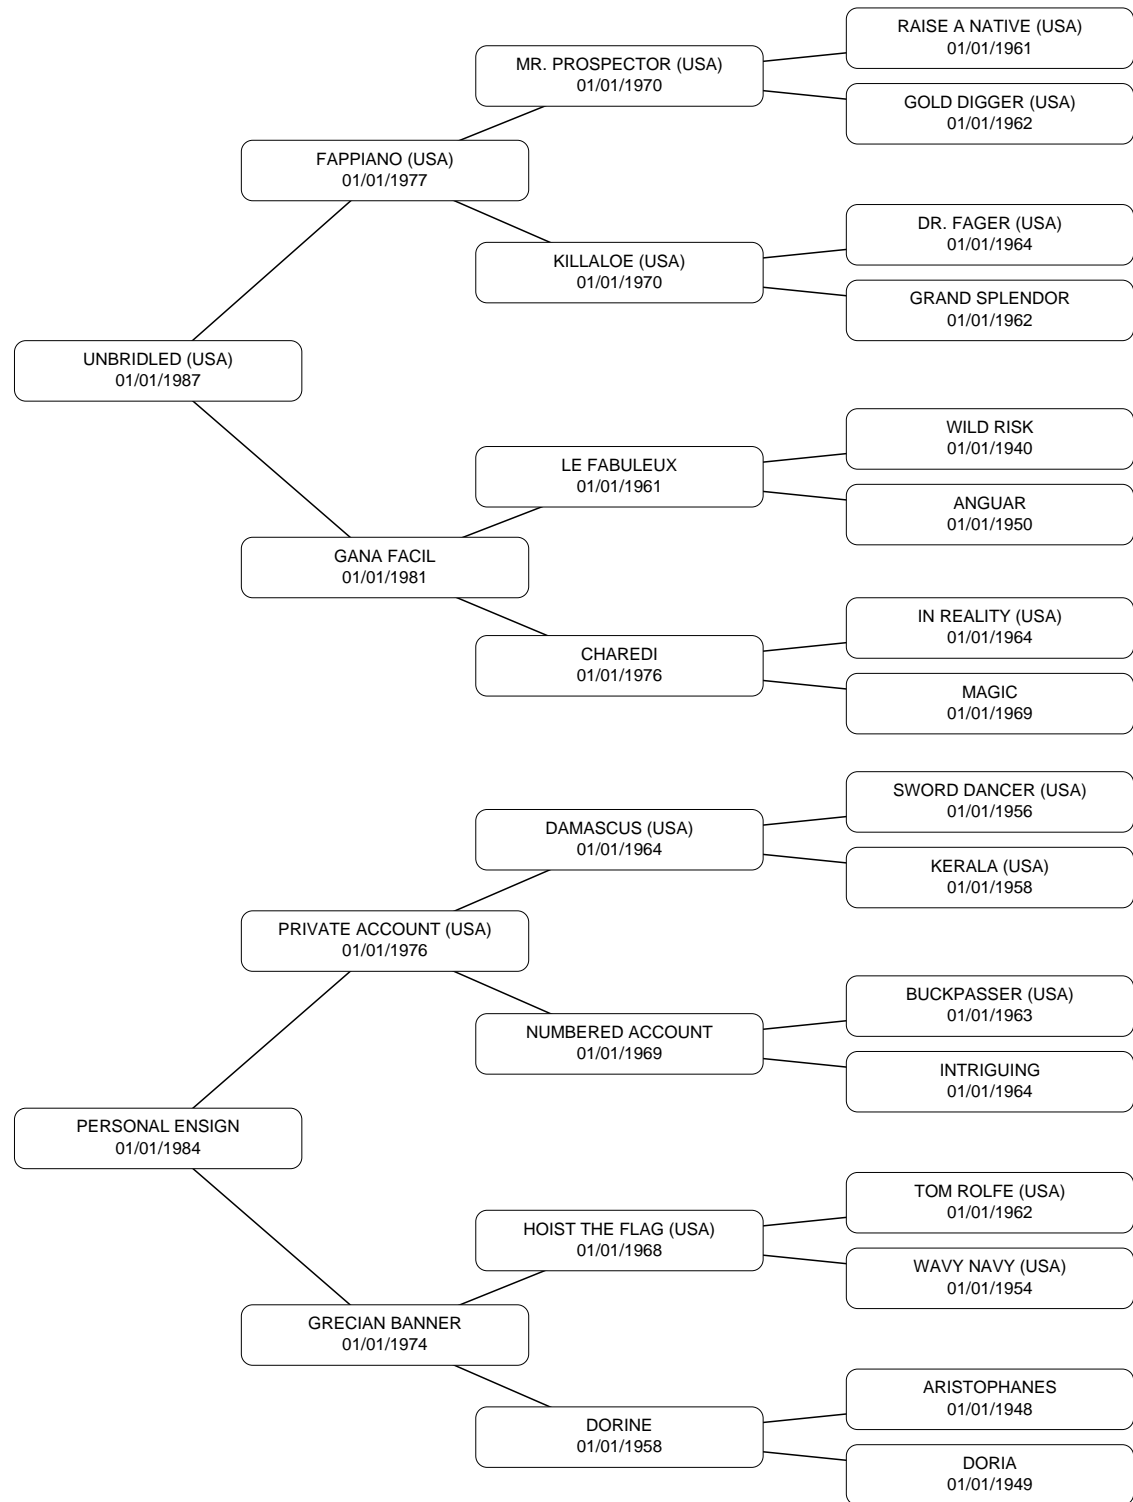 RAISE A NATIVE (USA)
01/01/1961
MR. PROSPECTOR (USA)
01/01/1970
GOLD DIGGER (USA)
01/01/1962
FAPPIANO (USA)
01/01/1977
DR. FAGER (USA)
01/01/1964
KILLALOE (USA)
01/01/1970
GRAND SPLENDOR
01/01/1962
UNBRIDLED (USA)
01/01/1987
WILD RISK
01/01/1940
LE FABULEUX
01/01/1961
ANGUAR
01/01/1950
GANA FACIL
01/01/1981
IN REALITY (USA)
01/01/1964
CHAREDI
01/01/1976
MAGIC
01/01/1969
SWORD DANCER (USA)
01/01/1956
DAMASCUS (USA)
01/01/1964
KERALA (USA)
01/01/1958
PRIVATE ACCOUNT (USA)
01/01/1976
BUCKPASSER (USA)
01/01/1963
NUMBERED ACCOUNT
01/01/1969
INTRIGUING
01/01/1964
PERSONAL ENSIGN
01/01/1984
TOM ROLFE (USA)
01/01/1962
HOIST THE FLAG (USA)
01/01/1968
WAVY NAVY (USA)
01/01/1954
GRECIAN BANNER
01/01/1974
ARISTOPHANES
01/01/1948
DORINE
01/01/1958
DORIA
01/01/1949